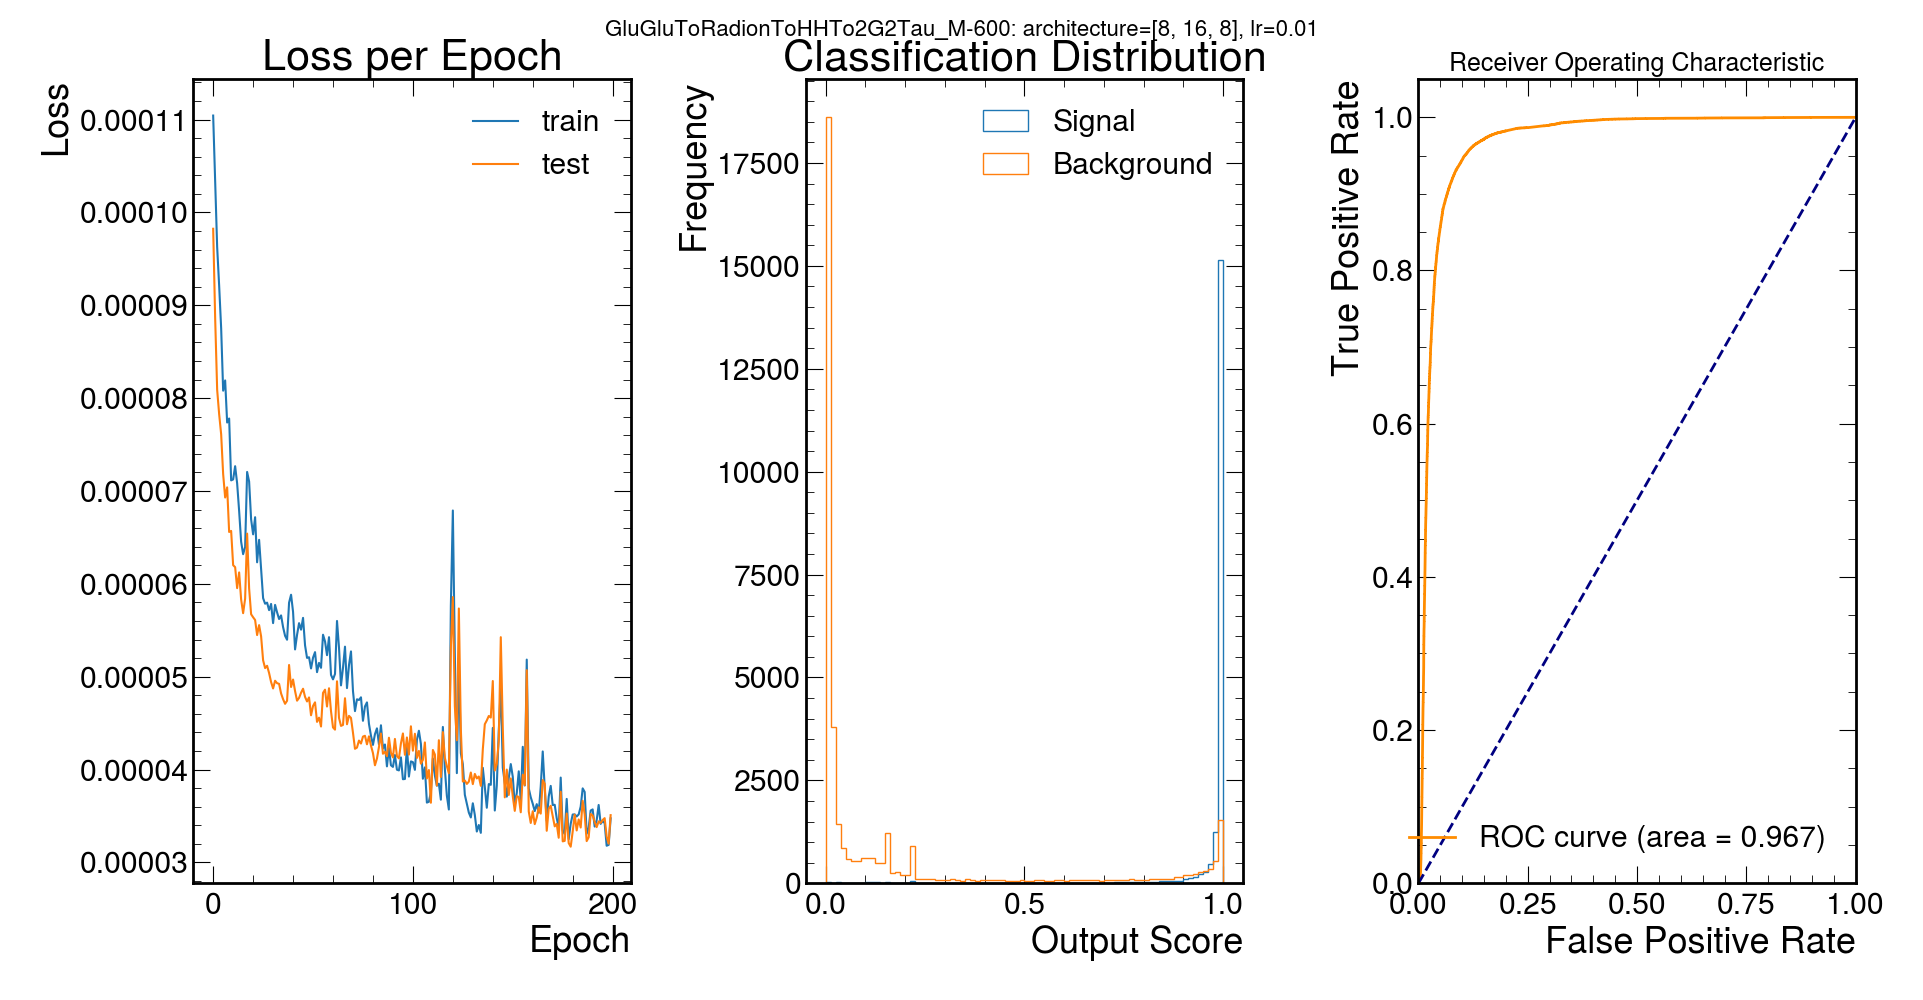 GluGluToRadionToHHTo2G2Tau_M-600: architecture=[8, 16, 8], lr=0.01
Loss per Epoch
Loss
0.00011
0.00010
0.00009
0.00008
0.00007
0.00006
0.00005
0.00004
0.00003
train
test
0 100 200
Epoch
Classification Distribution
Frequency
17500
15000
12500
10000
7500
5000
2500
0
Signal
Background
0.0 0.5 1.0
Output Score
Receiver Operating Characteristic
True Positive Rate
1.0
0.8
0.6
0.4
0.2
0.0
ROC curve (area = 0.967)
0.00 0.25 0.50 0.75 1.00
False Positive Rate